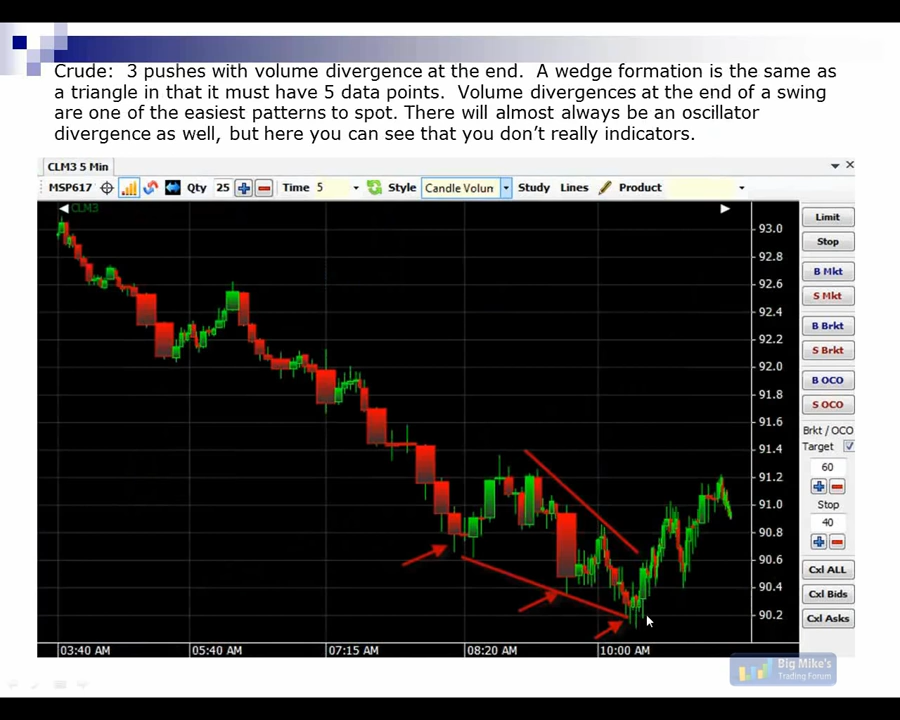 Crude:  3 pushes with volume divergence at the end.  A wedge formation is the same as
a triangle in that it must have 5 data points.  Volume divergences at the end of a swing
are one of the easiest patterns to spot. There will almost always be an oscillator
divergence as well, but here you can see that you don't really indicators.
CLM3 5 Min
MSP617 Qty 25 Time 5 Style Candle Volun Study Lines Product
CLM3
93.0
92.8
92.6
92.4
92.2
92.0
91.8
91.6
91.4
91.2
91.0
90.8
90.6
90.4
90.2
03:40 AM 05:40 AM 07:15 AM 08:20 AM 10:00 AM
Limit
Stop
B Mkt
S Mkt
B Brkt
S Brkt
B OCO
S OCO
Brkt / OCO
Target
60
Stop
40
Cxl ALL
Cxl Bids
Cxl Asks
Big Mike's
Trading Forum